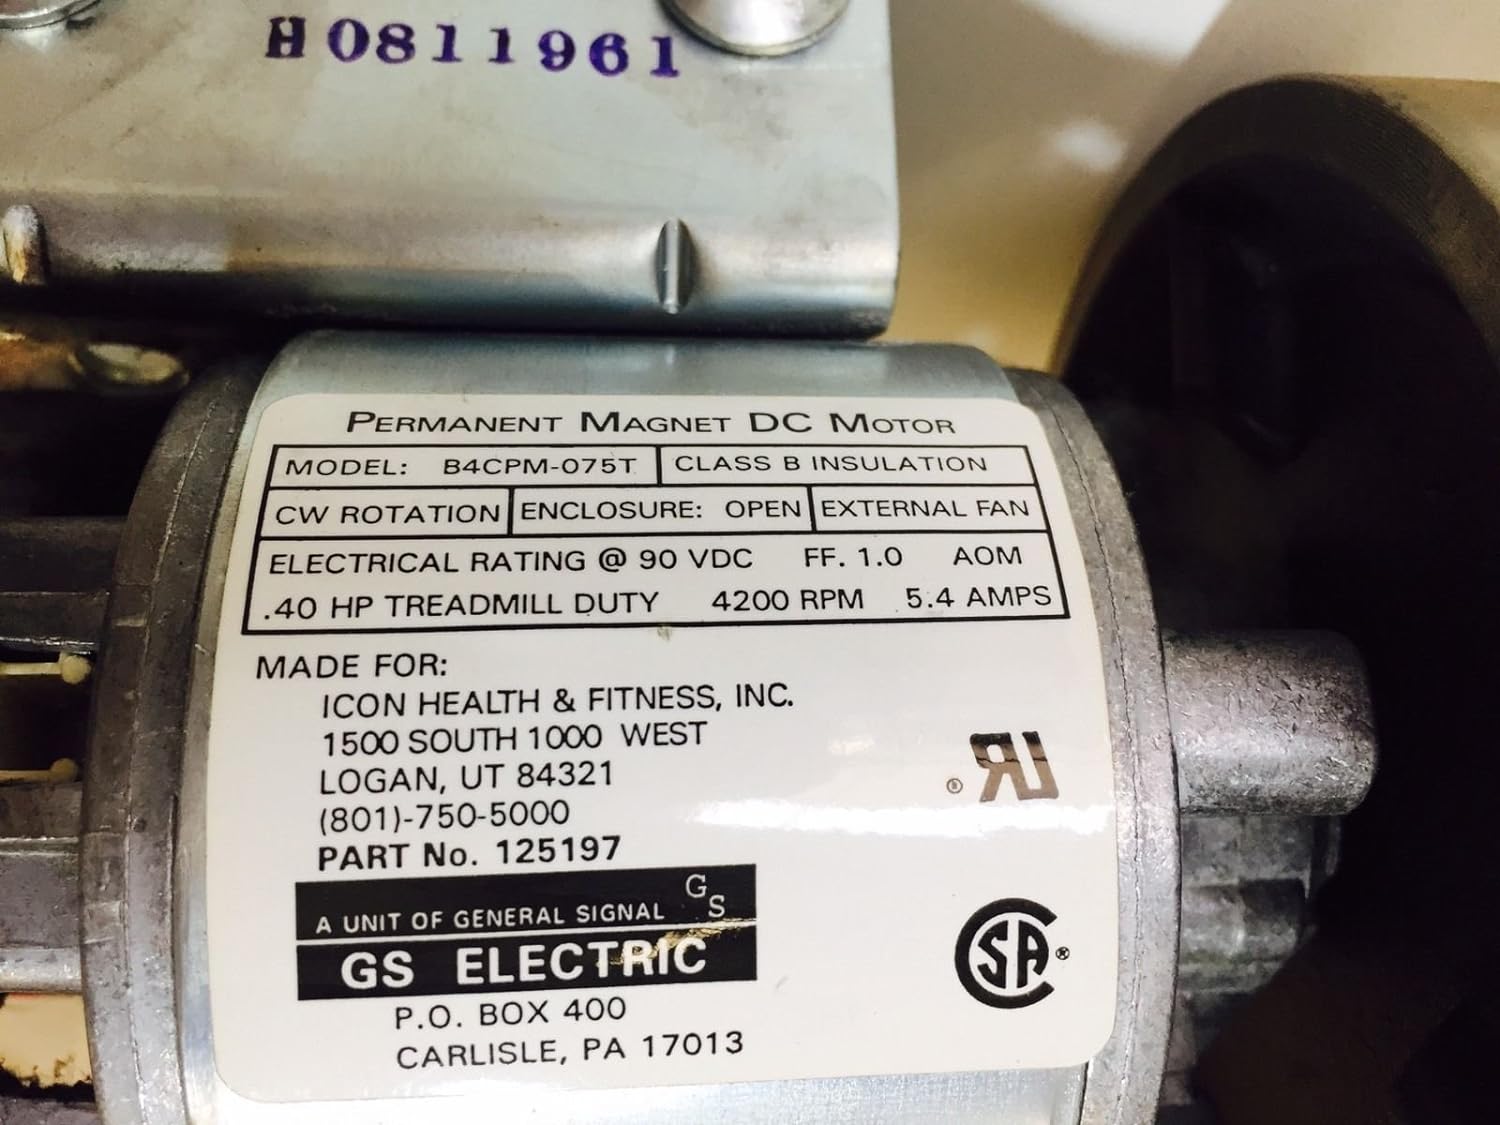 H0811961
PERMANENT MAGNET DC MOTOR
MODEL: B4CPM-075T CLASS B INSULATION
CW ROTATION ENCLOSURE: OPEN EXTERNAL FAN
ELECTRICAL RATING @ 90 VDC FF. 1.0 AOM
.40 HP TREADMILL DUTY 4200 RPM 5.4 AMPS
MADE FOR:
ICON HEALTH & FITNESS, INC.
1500 SOUTH 1000 WEST
LOGAN, UT 84321
(801)-750-5000
PART No. 125197
A UNIT OF GENERAL SIGNAL GS
GS ELECTRIC
P.O. BOX 400
CARLISLE, PA 17013
® UR
SA ®